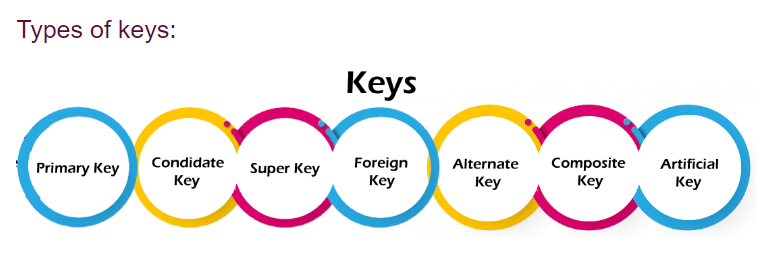 Types of keys:
Keys
Primary Key
Condidate
Key
Super Key
Foreign
Key
Alternate
Key
Composite
Key
Artificial
Key